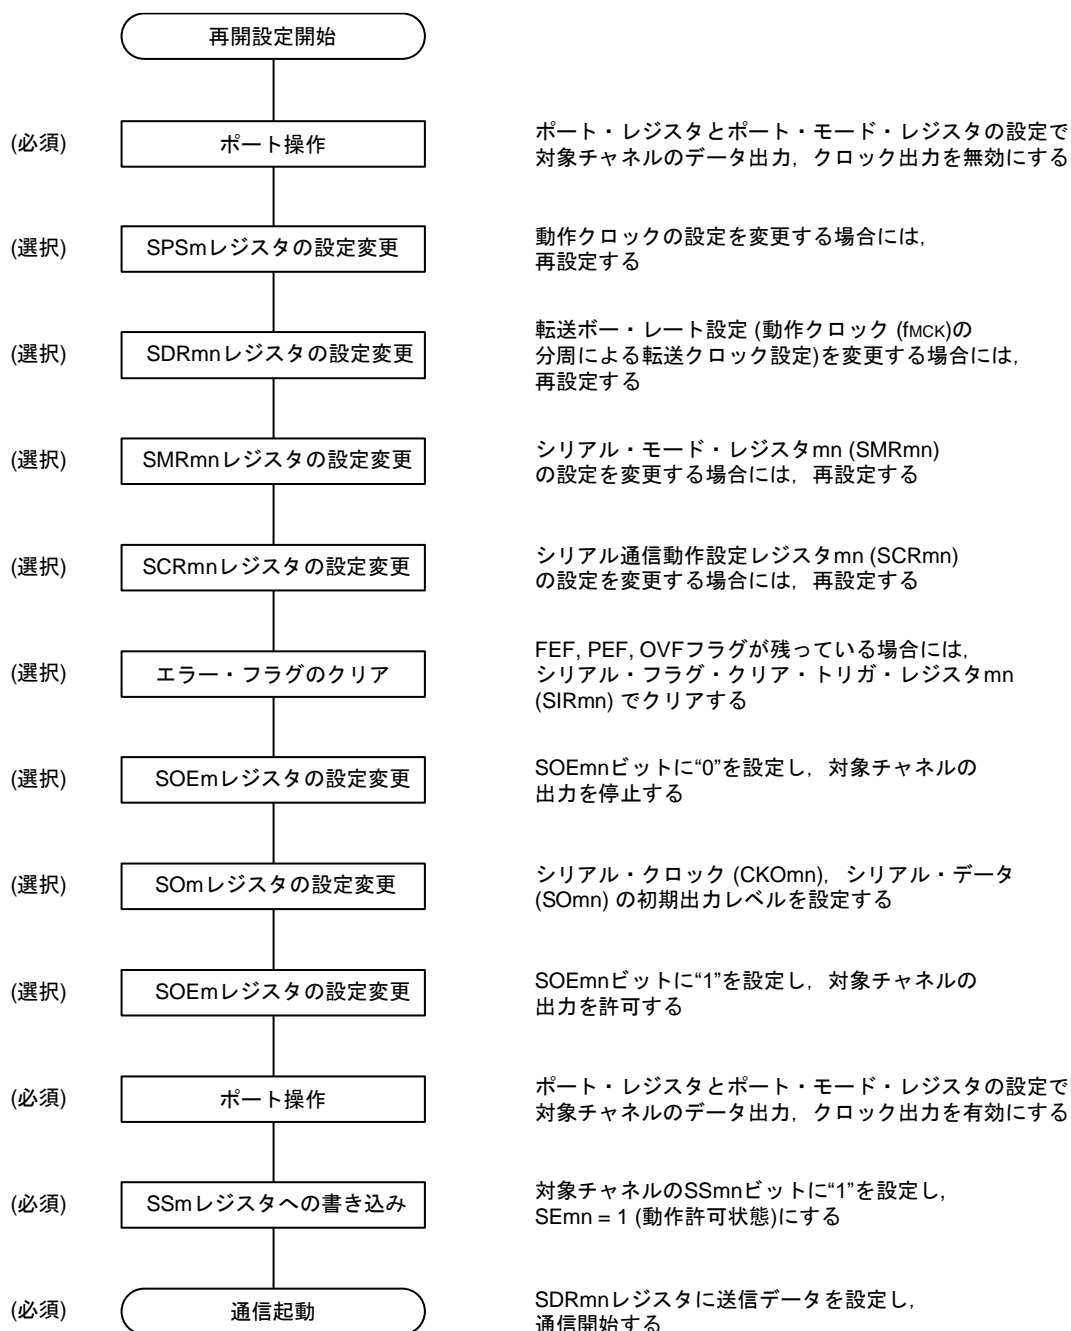 再開設定開始
(必須)
ポート操作
ポート・レジスタとポート・モード・レジスタの設定で
対象チャネルのデータ出力，クロック出力を無効にする
(選択)
SPSmレジスタの設定変更
動作クロックの設定を変更する場合には，
再設定する
(選択)
SDRmnレジスタの設定変更
転送ボー・レート設定 (動作クロック (fMCK)の
分周による転送クロック設定)を変更する場合には，
再設定する
(選択)
SMRmnレジスタの設定変更
シリアル・モード・レジスタmn (SMRmn)
の設定を変更する場合には，再設定する
(選択)
SCRmnレジスタの設定変更
シリアル通信動作設定レジスタmn (SCRmn)
の設定を変更する場合には，再設定する
(選択)
エラー・フラグのクリア
FEF, PEF, OVFフラグが残っている場合には，
シリアル・フラグ・クリア・トリガ・レジスタmn
(SIRmn) でクリアする
(選択)
SOEmレジスタの設定変更
SOEmnビットに“0”を設定し，対象チャネルの
出力を停止する
(選択)
SOmレジスタの設定変更
シリアル・クロック (CKOmn)，シリアル・データ
(SOmn) の初期出力レベルを設定する
(選択)
SOEmレジスタの設定変更
SOEmnビットに“1”を設定し，対象チャネルの
出力を許可する
(必須)
ポート操作
ポート・レジスタとポート・モード・レジスタの設定で
対象チャネルのデータ出力，クロック出力を有効にする
(必須)
SSmレジスタへの書き込み
対象チャネルのSSmnビットに“1”を設定し，
SEmn = 1 (動作許可状態)にする
(必須)
通信起動
SDRmnレジスタに送信データを設定し，
通信開始する